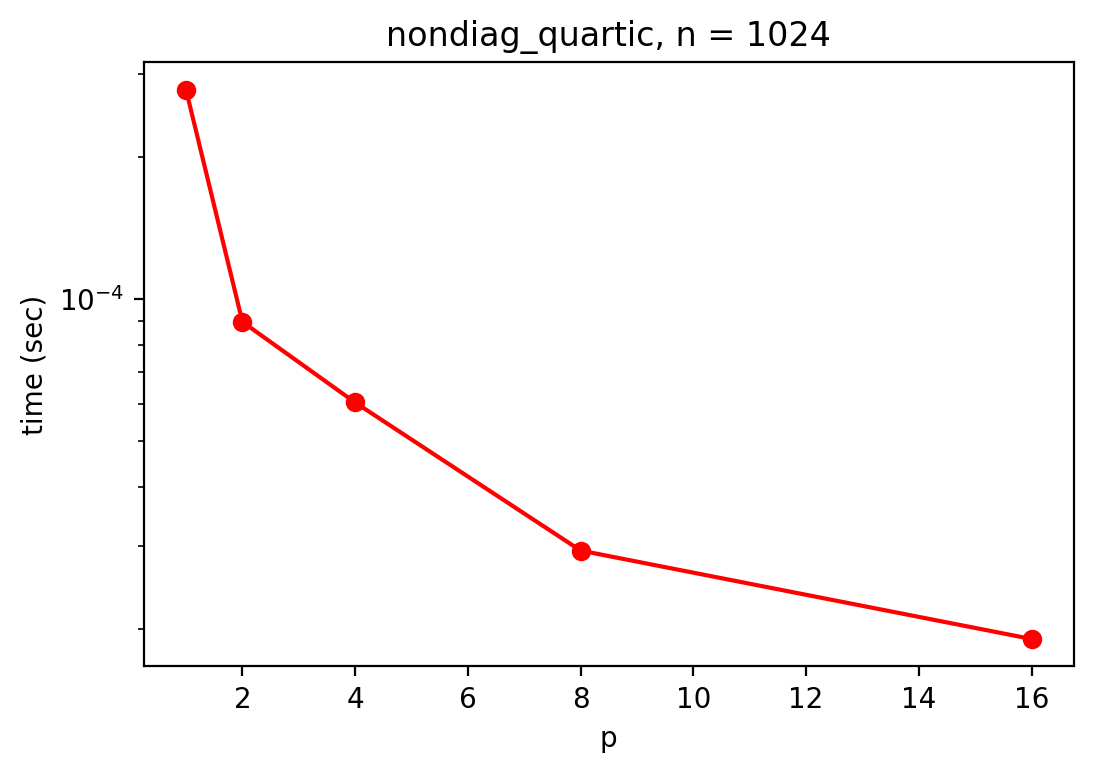 nondiag_quartic, n = 1024
time (sec)
10⁻⁴
2 4 6 8 10 12 14 16
p